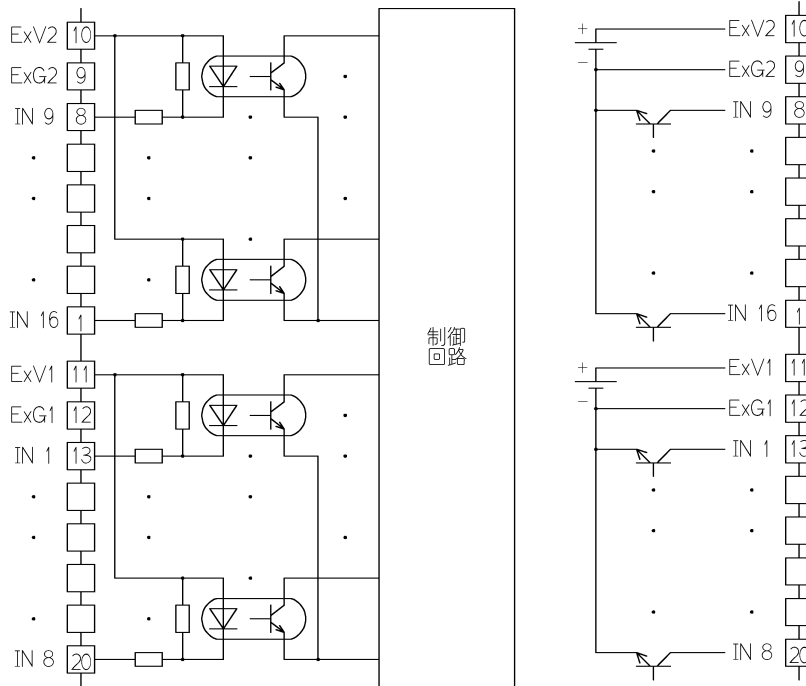 ExV2 10
ExG2 9
IN 9 8
IN 16 1
ExV1 11
ExG1 12
IN 1 13
IN 8 20
制御
回路
+
−
ExV2 10
ExG2 9
IN 9 8
IN 16 1
+
−
ExV1 11
ExG1 12
IN 1 13
IN 8 20